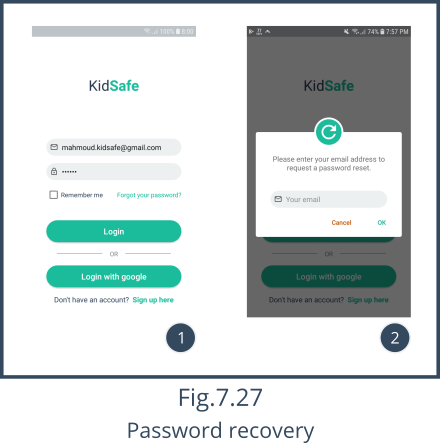 100% 8:09
KidSafe
mahmoud.kidsafe@gmail.com
••••••
Remember me
Forgot your password?
Login
OR
Login with google
Don't have an account? Sign up here
1
74% 7:57 PM
KidSafe
Please enter your email address to
request a password reset.
Your email
Cancel
OK
OR
Login with google
Don't have an account? Sign up here
2
Fig.7.27
Password recovery